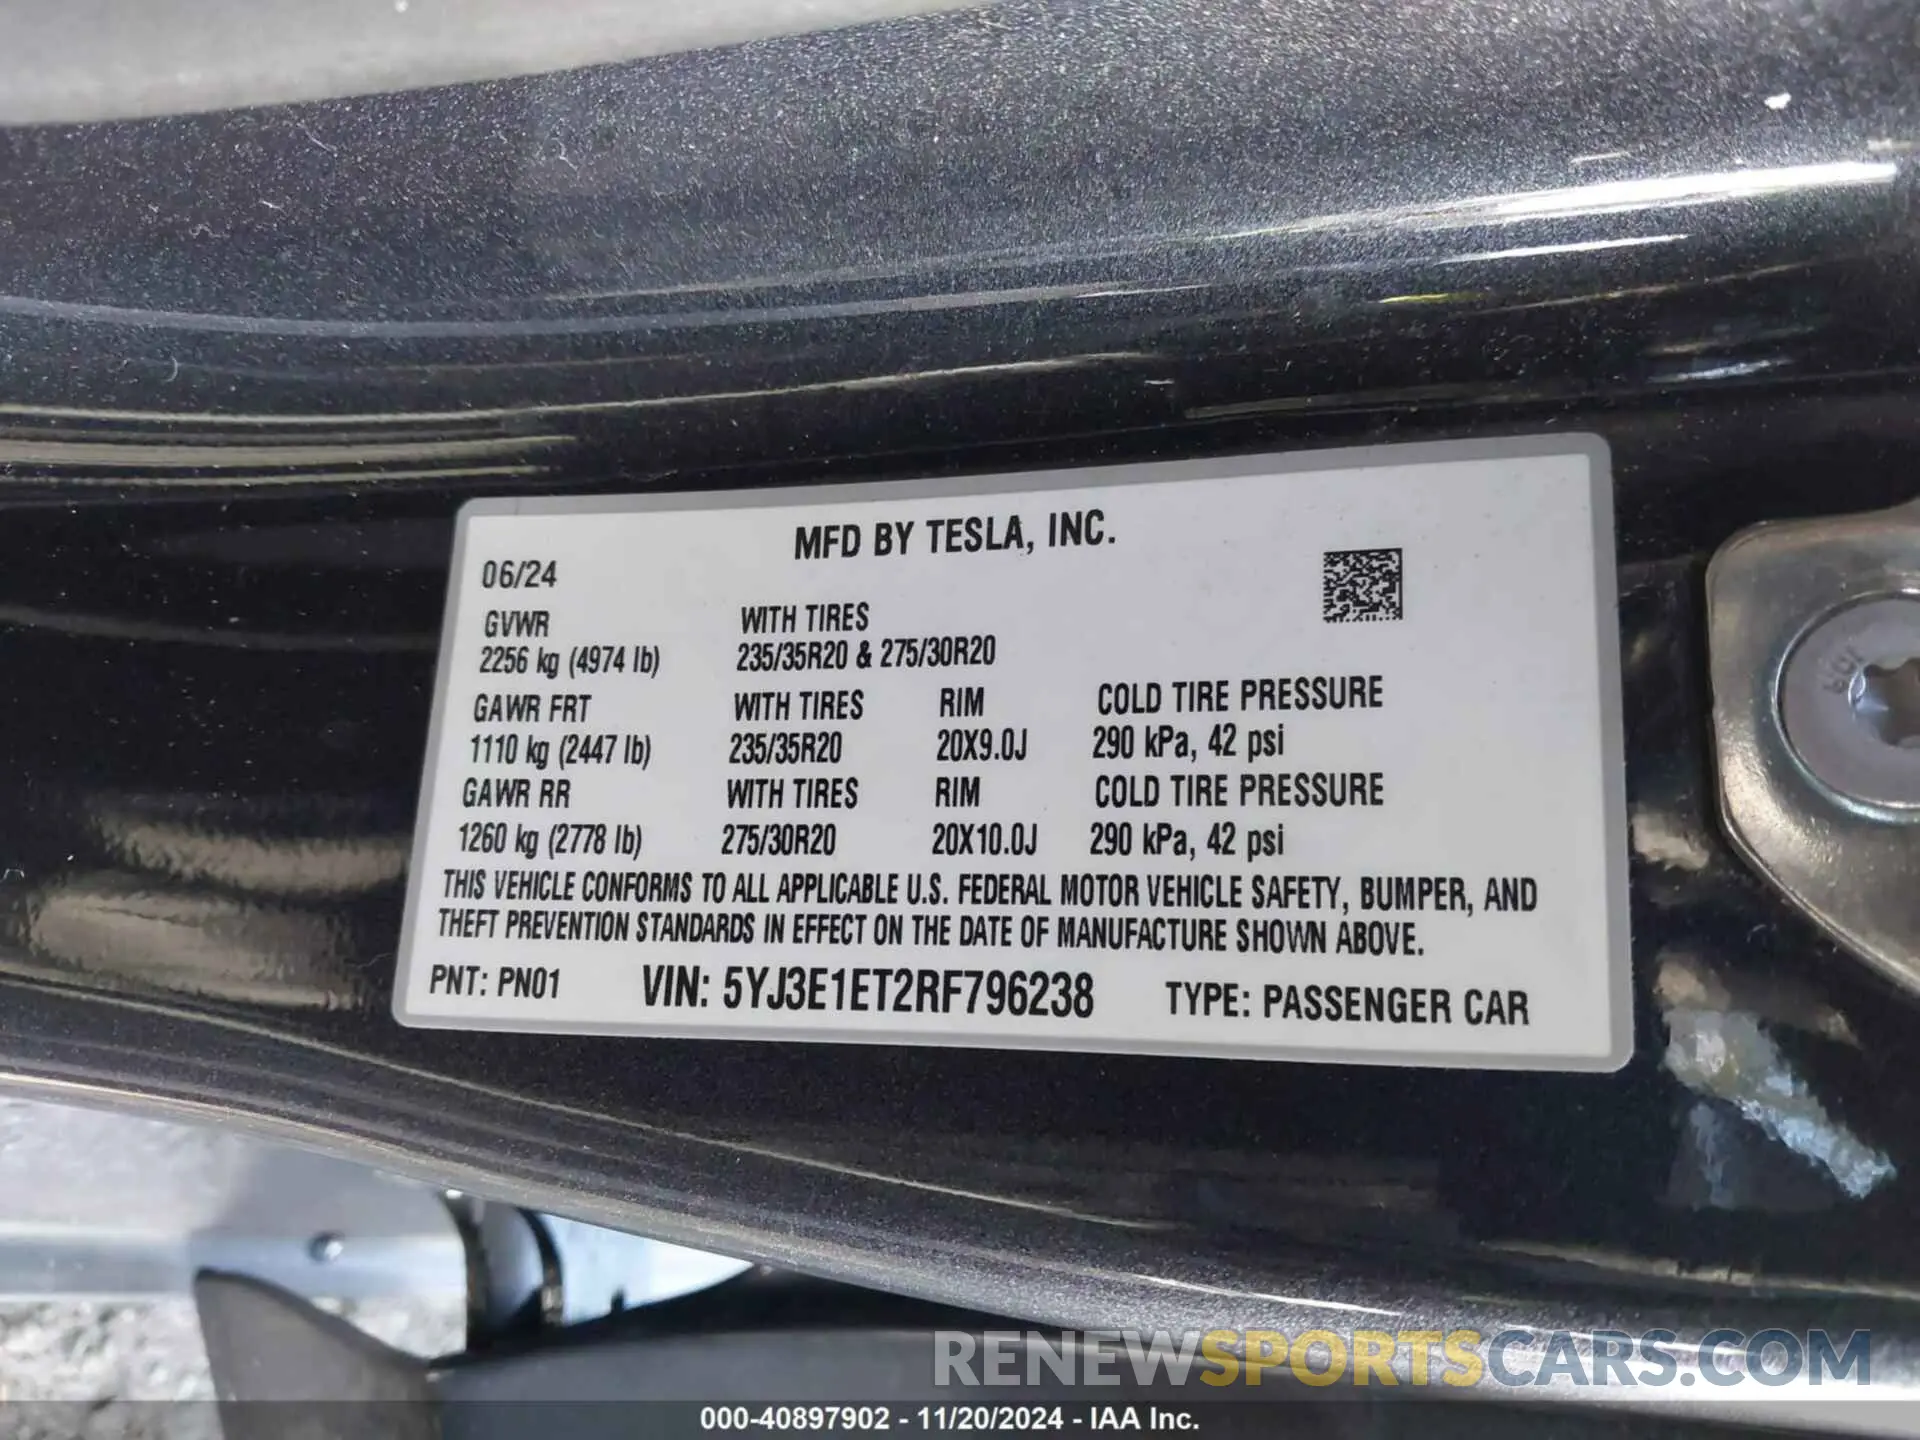 MFD BY TESLA, INC.
06/24
GVWR WITH TIRES
2256 kg (4974 lb) 235/35R20 & 275/30R20
GAWR FRT WITH TIRES RIM COLD TIRE PRESSURE
1110 kg (2447 lb) 235/35R20 20X9.0J 290 kPa, 42 psi
GAWR RR WITH TIRES RIM COLD TIRE PRESSURE
1260 kg (2778 lb) 275/30R20 20X10.0J 290 kPa, 42 psi
THIS VEHICLE CONFORMS TO ALL APPLICABLE U.S. FEDERAL MOTOR VEHICLE SAFETY, BUMPER, AND
THEFT PREVENTION STANDARDS IN EFFECT ON THE DATE OF MANUFACTURE SHOWN ABOVE.
PNT: PN01 VIN: 5YJ3E1ET2RF796238 TYPE: PASSENGER CAR
RENEWSPORTSCARS.COM
000-40897902 - 11/20/2024 - IAA Inc.